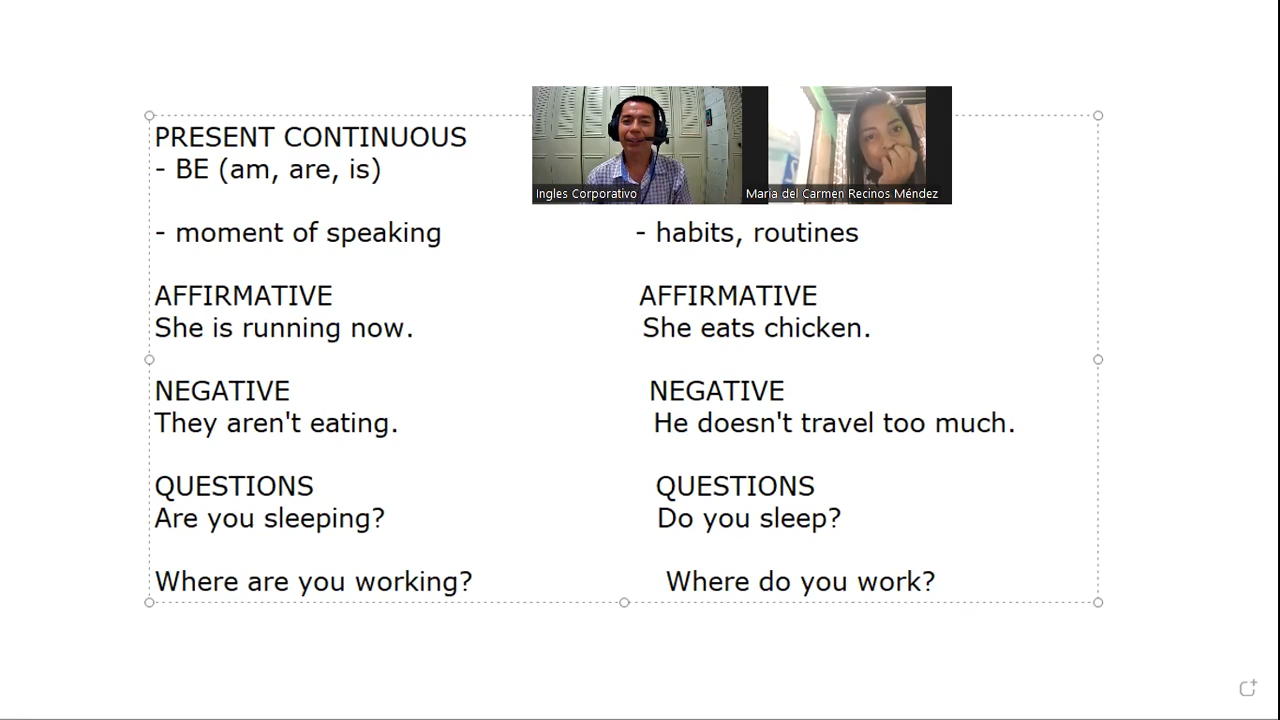 PRESENT CONTINUOUS
- BE (am, are, is)
Ingles Corporativo
Maria del Carmen Recinos Méndez
- moment of speaking - habits, routines
AFFIRMATIVE AFFIRMATIVE
She is running now. She eats chicken.
NEGATIVE NEGATIVE
They aren't eating. He doesn't travel too much.
QUESTIONS QUESTIONS
Are you sleeping? Do you sleep?
Where are you working? Where do you work?